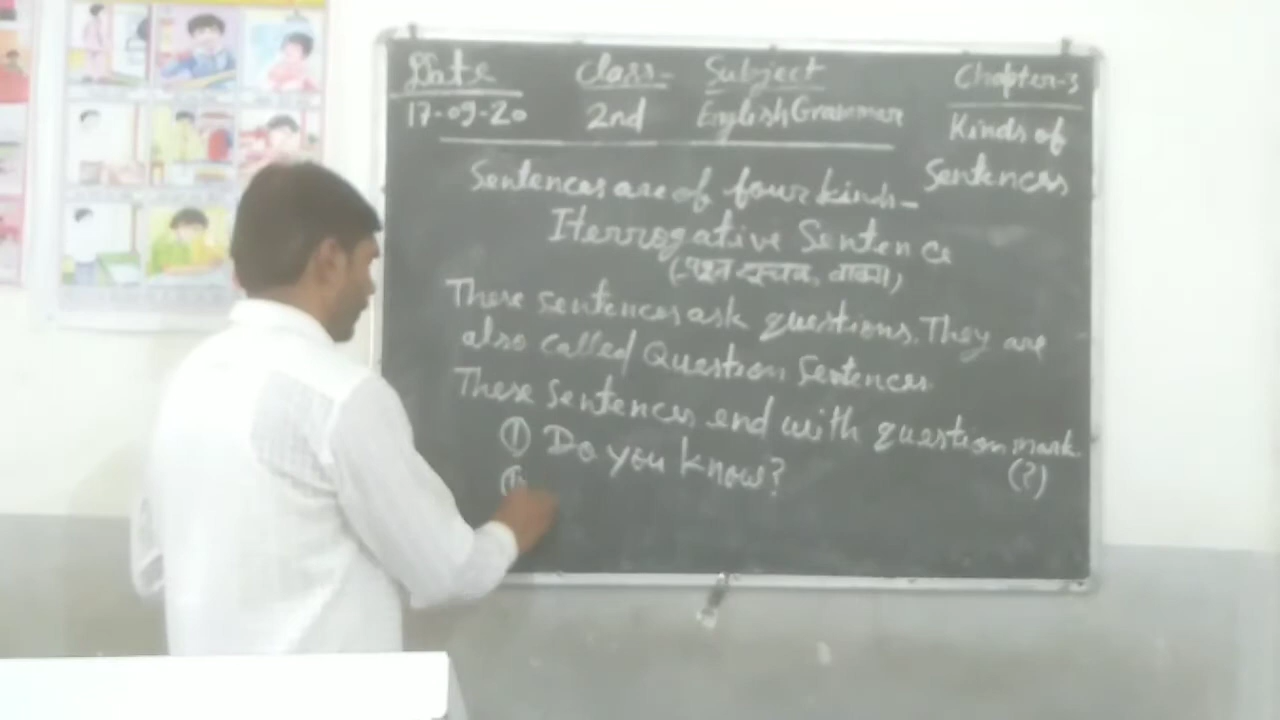 Date Class- Subject Chapter-3
17-09-20 2nd English Grammar Kinds of
Sentences
Sentences are of four kinds-
Iterrogative Sentence
(प्रश्न सूचक, वाक्य)
These sentences ask questions. They are
also called Question Sentences
These Sentences end with question mark
(?)
① Do you know?